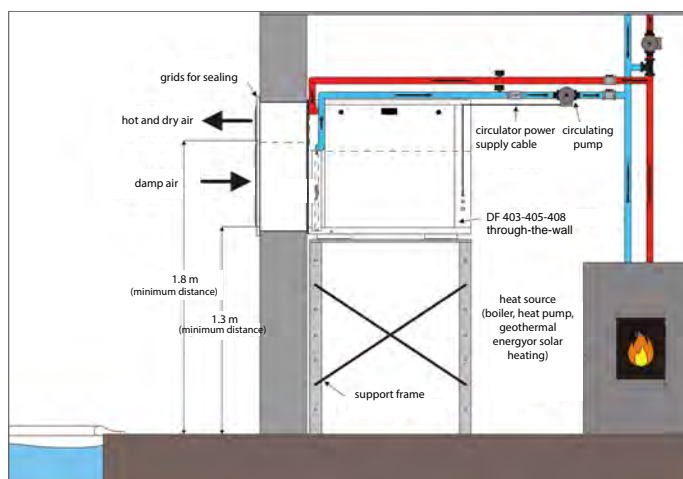 grids for sealing
hot and dry air
damp air
circulator power
supply cable
circulating
pump
DF 403-405-408
through-the-wall
1.8 m
(minimum distance)
1.3 m
(minimum distance)
heat source
(boiler, heat pump,
geothermal
energyor solar
heating)
support frame